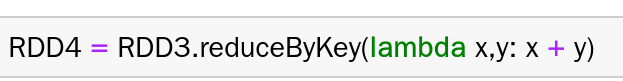 RDD4 = RDD3.reduceByKey(lambda x,y: x + y)